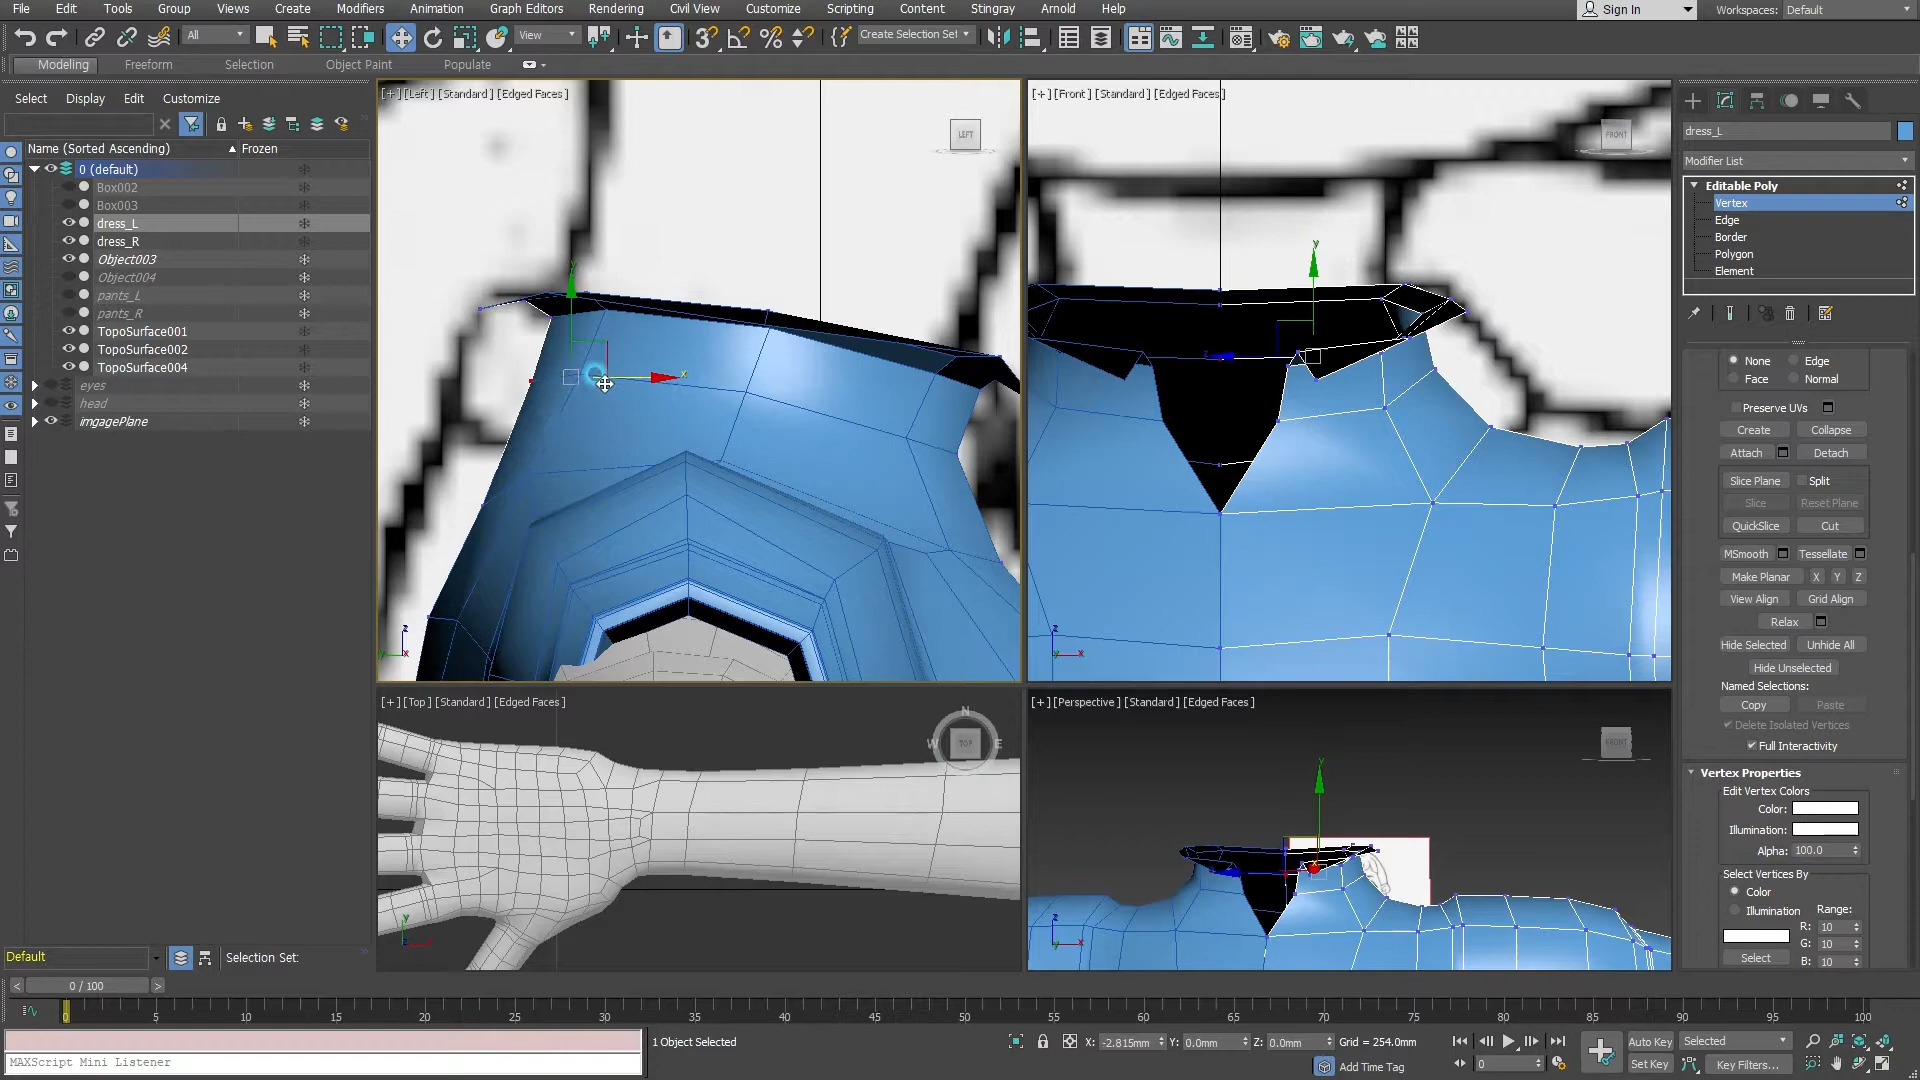 File Edit Tools Group Views Create Modifiers Animation Graph Editors Rendering Civil View Customize Scripting Content Stingray Arnold Help Sign In Workspaces: Default
All View Create Selection Set
Modeling Freeform Selection Object Paint Populate
Select Display Edit Customize
Name (Sorted Ascending) Frozen
0 (default)
Box002
Box003
dress_L
dress_R
Object003
Object004
pants_L
pants_R
TopoSurface001
TopoSurface002
TopoSurface004
eyes
head
imgagePlane
Default Selection Set:
[+] [Left] [Standard] [Edged Faces]
LEFT
x
[+] [Front] [Standard] [Edged Faces]
FRONT
y
[+] [Top] [Standard] [Edged Faces]
N
W TOP E
[+] [Perspective] [Standard] [Edged Faces]
FRONT
y
dress_L
Modifier List
Editable Poly
Vertex
Edge
Border
Polygon
Element
None Edge
Face Normal
Preserve UVs
Create Collapse
Attach Detach
Slice Plane Split
Slice Reset Plane
QuickSlice Cut
MSmooth Tessellate
Make Planar X Y Z
View Align Grid Align
Relax
Hide Selected Unhide All
Hide Unselected
Named Selections:
Copy Paste
Delete Isolated Vertices
Full Interactivity
Vertex Properties
Edit Vertex Colors
Color:
Illumination:
Alpha: 100.0
Select Vertices By
Color
Illumination Range:
R: 10
G: 10
Select B: 10
< 0 / 100 >
0 5 10 15 20 25 30 35 40 45 50 55 60 65 70 75 80 85 90 95 100
1 Object Selected X: -2.815mm Y: 0.0mm Z: 0.0mm Grid = 254.0mm Auto Key Selected
MAXScript Mini Listener Add Time Tag 0 Set Key Key Filters...